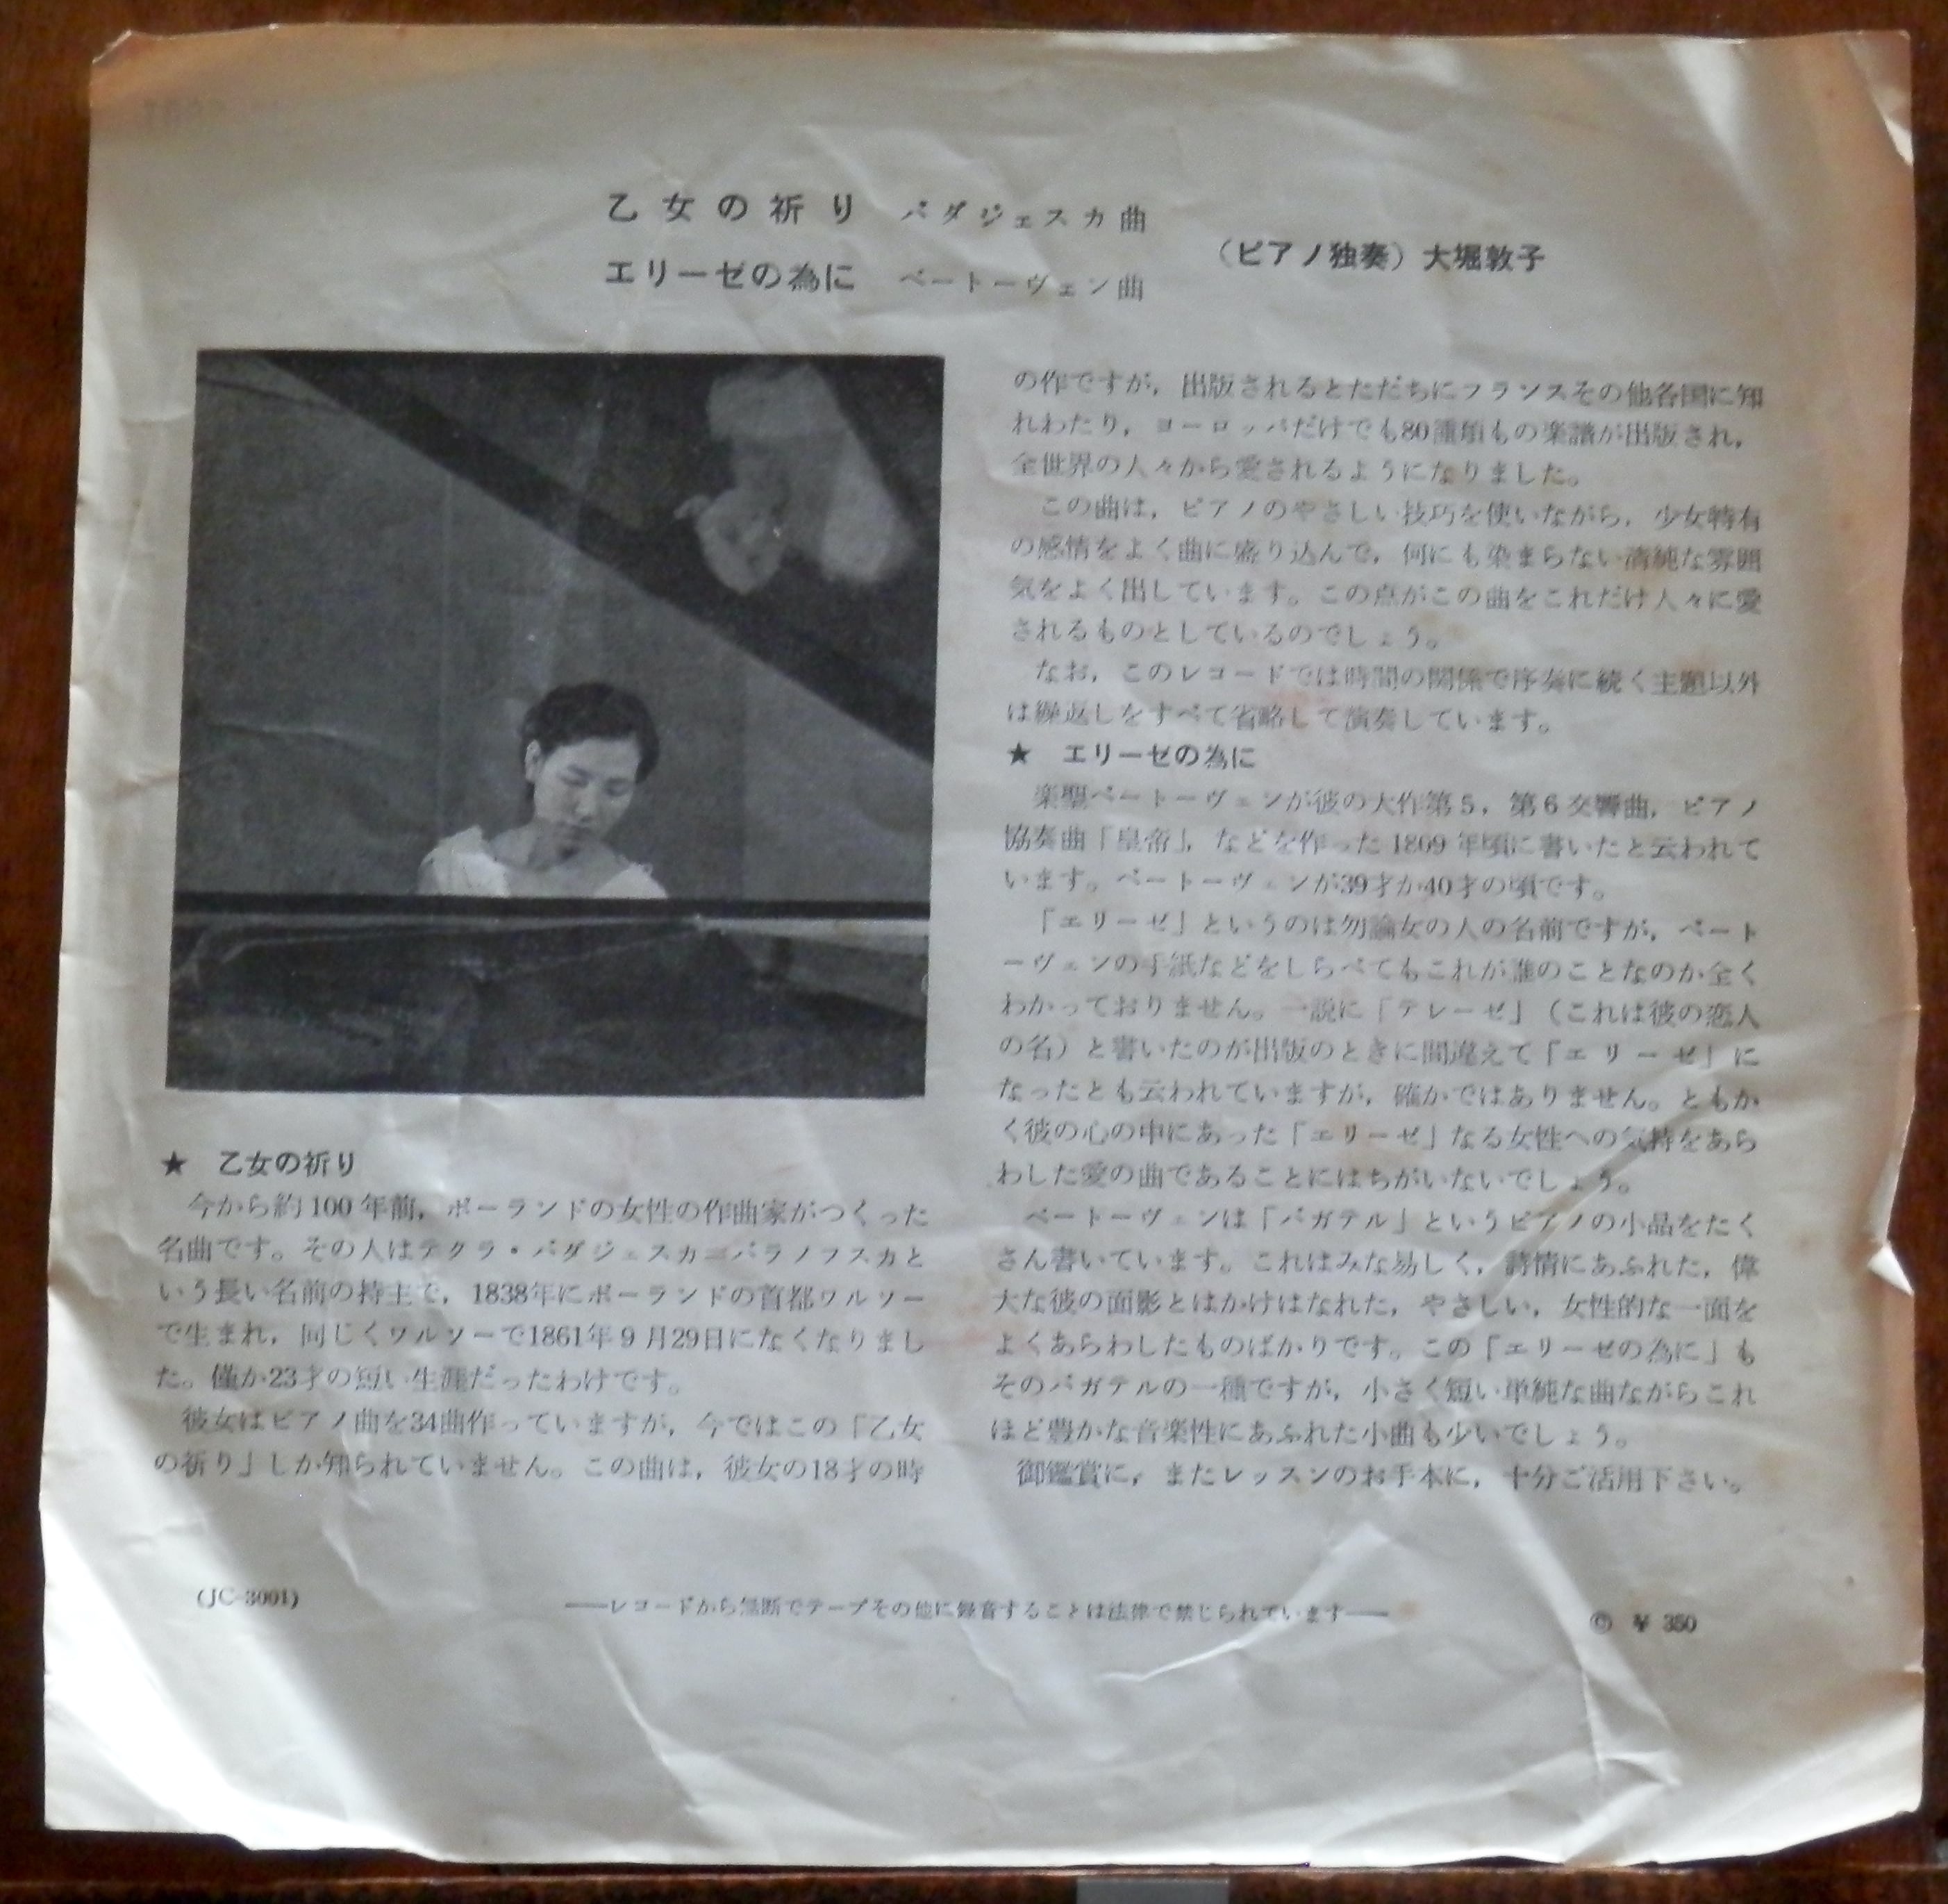 乙女の祈り バダジェスカ曲
エリーゼの為に ベートーヴェン曲
(ピアノ独奏) 大堀敦子
★ 乙女の祈り
今から約100年前,ポーランドの女性の作曲家がつくった
名曲です。その人はテクラ・バダジェスカ=バラノフスカと
いう長い名前の持主で,1838年にポーランドの首都ワルソー
で生まれ,同じくワルソーで1861年9月29日になくなりまし
た。僅か23才の短い生涯だったわけです。
彼女はピアノ曲を34曲作っていますが,今ではこの「乙女
の祈り」しか知られていません。この曲は,彼女の18才の時
の作ですが,出版されるとただちにフランスその他各国に知
れわたり,ヨーロッパだけでも80種類もの楽譜が出版され,
全世界の人々から愛されるようになりました。
この曲は,ピアノのやさしい技巧を使いながら,少女特有
の感情をよく曲に盛り込んで,何にも染まらない清純な雰囲
気をよく出しています。この点がこの曲をこれだけ人々に愛
されるものとしているのでしょう。
なお,このレコードでは時間の関係で序奏に続く主題以外
は繰返しをすべて省略して演奏しています。
★ エリーゼの為に
楽聖ベートーヴェンが彼の大作第5,第6交響曲,ピアノ
協奏曲「皇帝」,などを作った1809年頃に書いたと云われて
います。ベートーヴェンが39才か40才の頃です。
「エリーゼ」というのは勿論女の人の名前ですが,ベート
ーヴェンの手紙などをしらべてもこれが誰のことなのか全く
わかっておりません。一説に「テレーゼ」(これは彼の恋人
の名)と書いたのが出版のときに間違えて「エリーゼ」に
なったとも云われていますが,確かではありません。ともか
く彼の心の中にあった「エリーゼ」なる女性への気持をあら
わした愛の曲であることにはちがいないでしょう。
ベートーヴェンは「バガテル」というピアノの小品をたく
さん書いています。これはみな易しく,詩情にあふれた,偉
大な彼の面影とはかけはなれた,やさしい,女性的な一面を
よくあらわしたものばかりです。この「エリーゼの為に」も
そのバガテルの一種ですが,小さく短い単純な曲ながらこれ
ほど豊かな音楽性にあふれた小曲も少いでしょう。
御鑑賞に,またレッスンのお手本に,十分ご活用下さい。
(JC-3001)
――レコードから無断でテープその他に録音することは法律で禁じられています――
Ⓒ ¥ 350